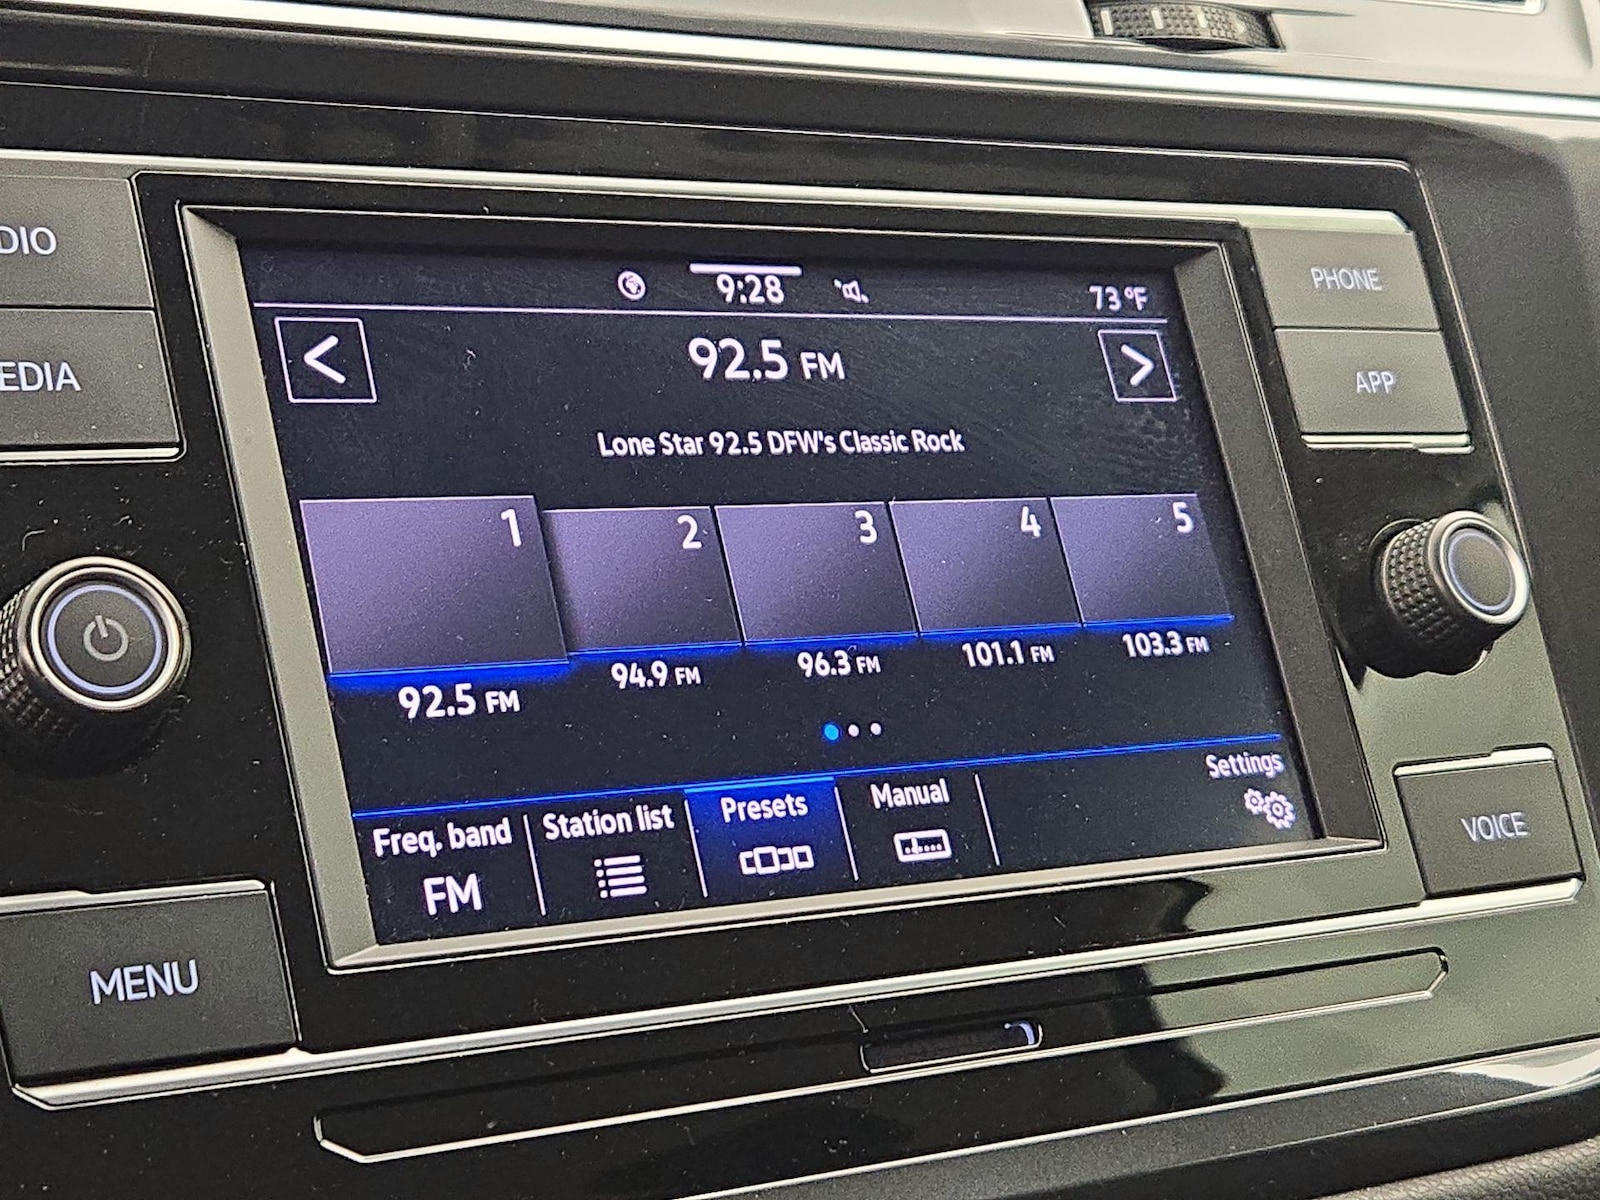 DIO
EDIA
MENU
9:28
73°F
<
92.5 FM
>
Lone Star 92.5 DFW's Classic Rock
1
2
3
4
5
92.5 FM
94.9 FM
96.3 FM
101.1 FM
103.3 FM
Freq. band
FM
Station list
Presets
Manual
Settings
PHONE
APP
VOICE